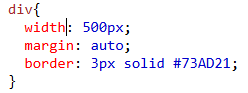 div{
  width: 500px;
  margin: auto;
  border: 3px solid #73AD21;
}